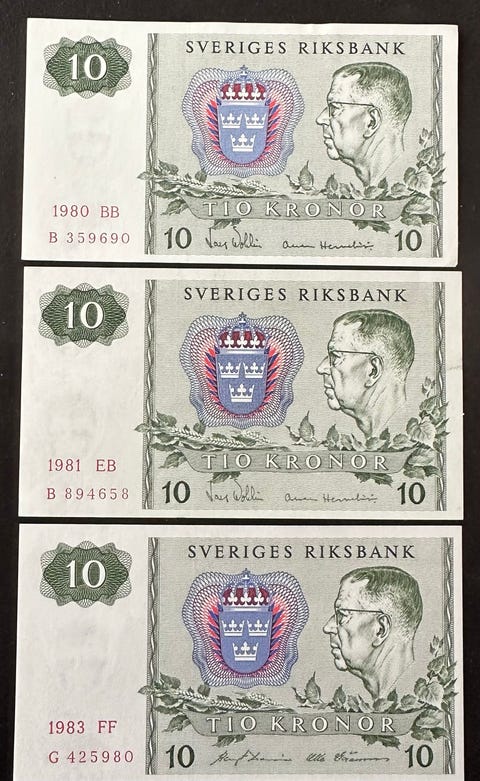 10 SVERIGES RIKSBANK
1980 BB
TIO KRONOR
B 359690
10 10
10 SVERIGES RIKSBANK
1981 EB
TIO KRONOR
B 894658
10 10
10 SVERIGES RIKSBANK
1983 FF
TIO KRONOR
G 425980
10 10